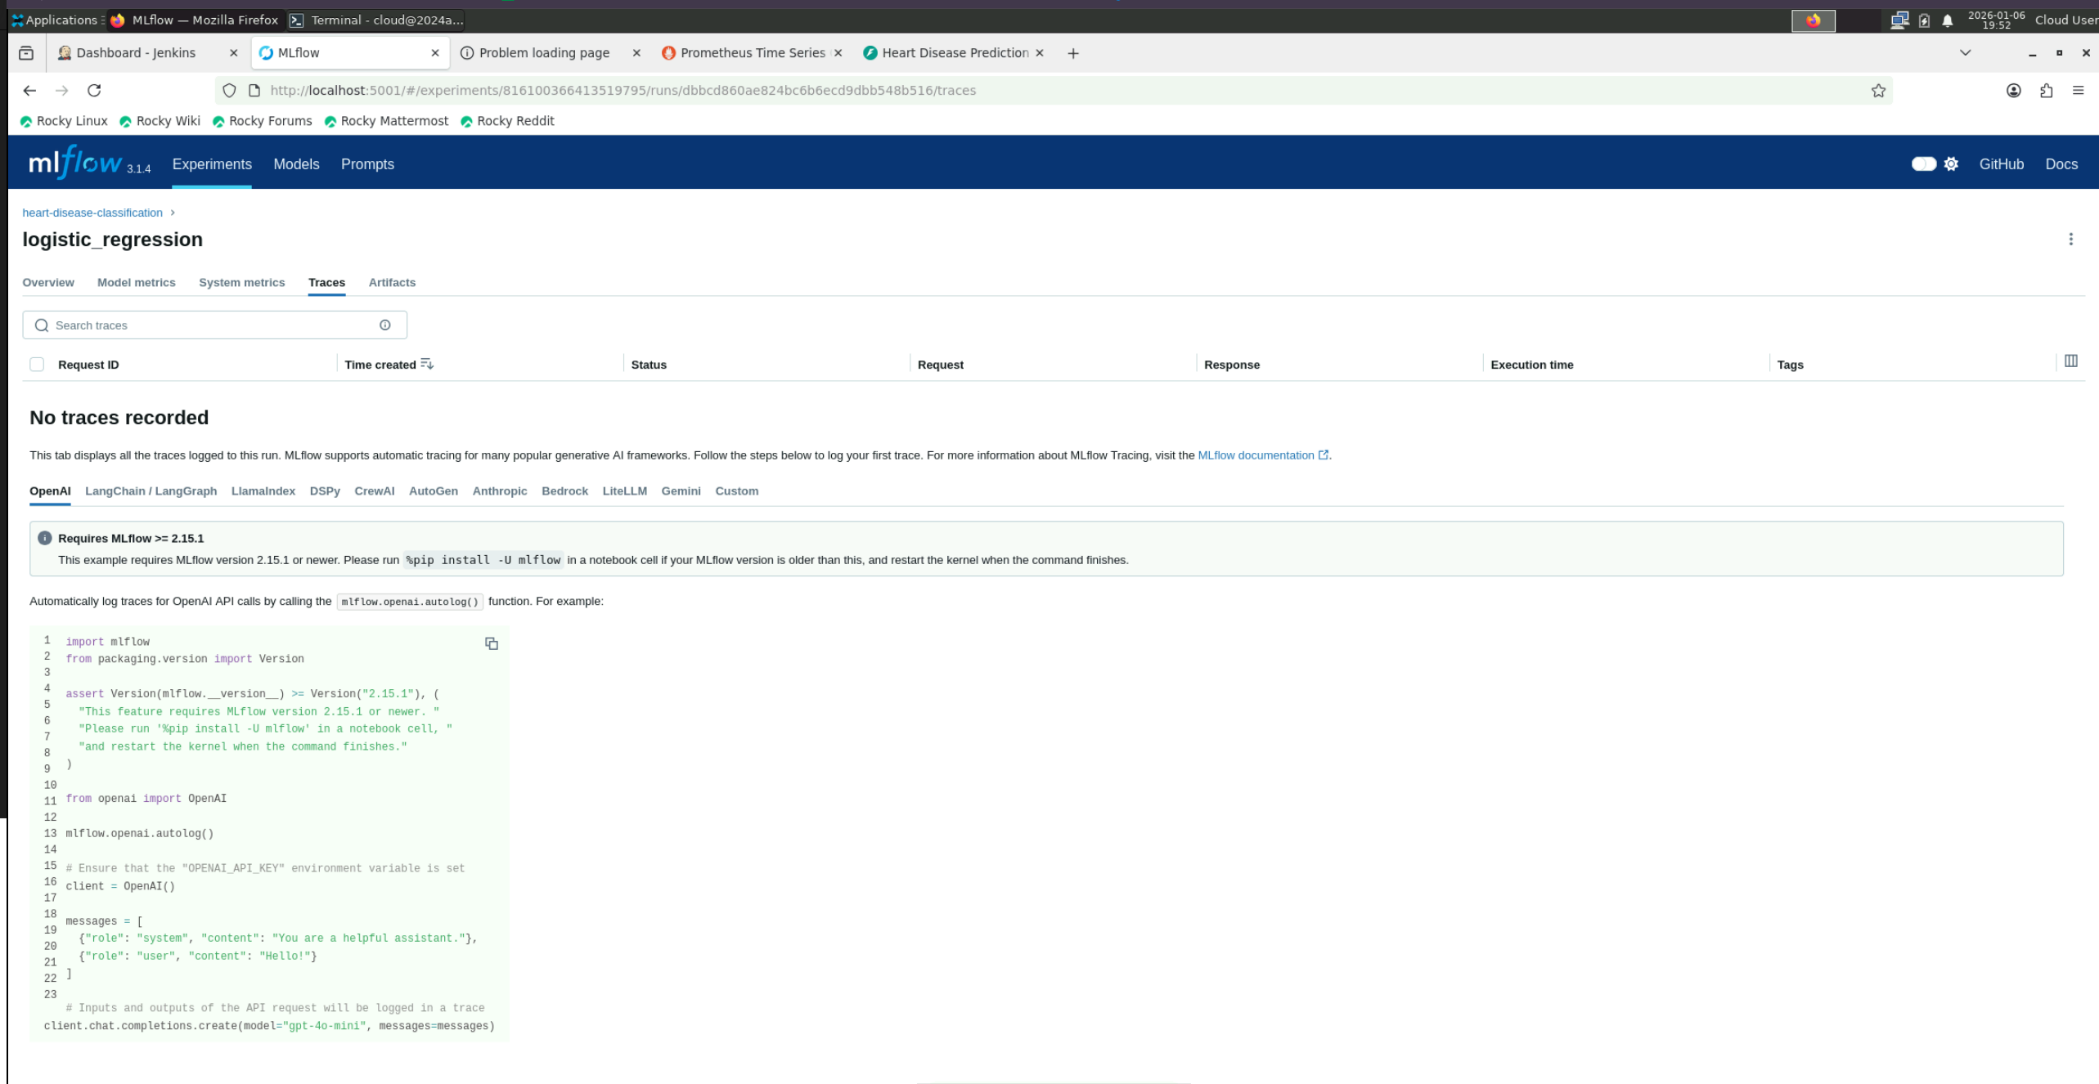 Applications
MLflow — Mozilla Firefox
Terminal - cloud@2024a...
2026-01-06
19:52
Cloud User
Dashboard - Jenkins
MLflow
Problem loading page
Prometheus Time Series
Heart Disease Prediction
http://localhost:5001/#/experiments/816100366413519795/runs/dbbcd860ae824bc6b6ecd9dbb548b516/traces
Rocky Linux
Rocky Wiki
Rocky Forums
Rocky Mattermost
Rocky Reddit
mlflow 3.1.4
Experiments
Models
Prompts
GitHub
Docs
heart-disease-classification
logistic_regression
Overview
Model metrics
System metrics
Traces
Artifacts
Search traces
Request ID
Time created
Status
Request
Response
Execution time
Tags
No traces recorded
This tab displays all the traces logged to this run. MLflow supports automatic tracing for many popular generative AI frameworks. Follow the steps below to log your first trace. For more information about MLflow Tracing, visit the MLflow documentation.
OpenAI
LangChain / LangGraph
LlamaIndex
DSPy
CrewAI
AutoGen
Anthropic
Bedrock
LiteLLM
Gemini
Custom
Requires MLflow >= 2.15.1
This example requires MLflow version 2.15.1 or newer. Please run %pip install -U mlflow in a notebook cell if your MLflow version is older than this, and restart the kernel when the command finishes.
Automatically log traces for OpenAI API calls by calling the mlflow.openai.autolog() function. For example:
1 import mlflow
2 from packaging.version import Version
3
4 assert Version(mlflow.__version__) >= Version("2.15.1"), (
5   "This feature requires MLflow version 2.15.1 or newer. "
6   "Please run '%pip install -U mlflow' in a notebook cell, "
7   "and restart the kernel when the command finishes."
8 )
9
10 from openai import OpenAI
11
12 mlflow.openai.autolog()
13
14 # Ensure that the "OPENAI_API_KEY" environment variable is set
15 client = OpenAI()
16
17 messages = [
18   {"role": "system", "content": "You are a helpful assistant."},
19   {"role": "user", "content": "Hello!"}
20 ]
21
22 # Inputs and outputs of the API request will be logged in a trace
23 client.chat.completions.create(model="gpt-4o-mini", messages=messages)